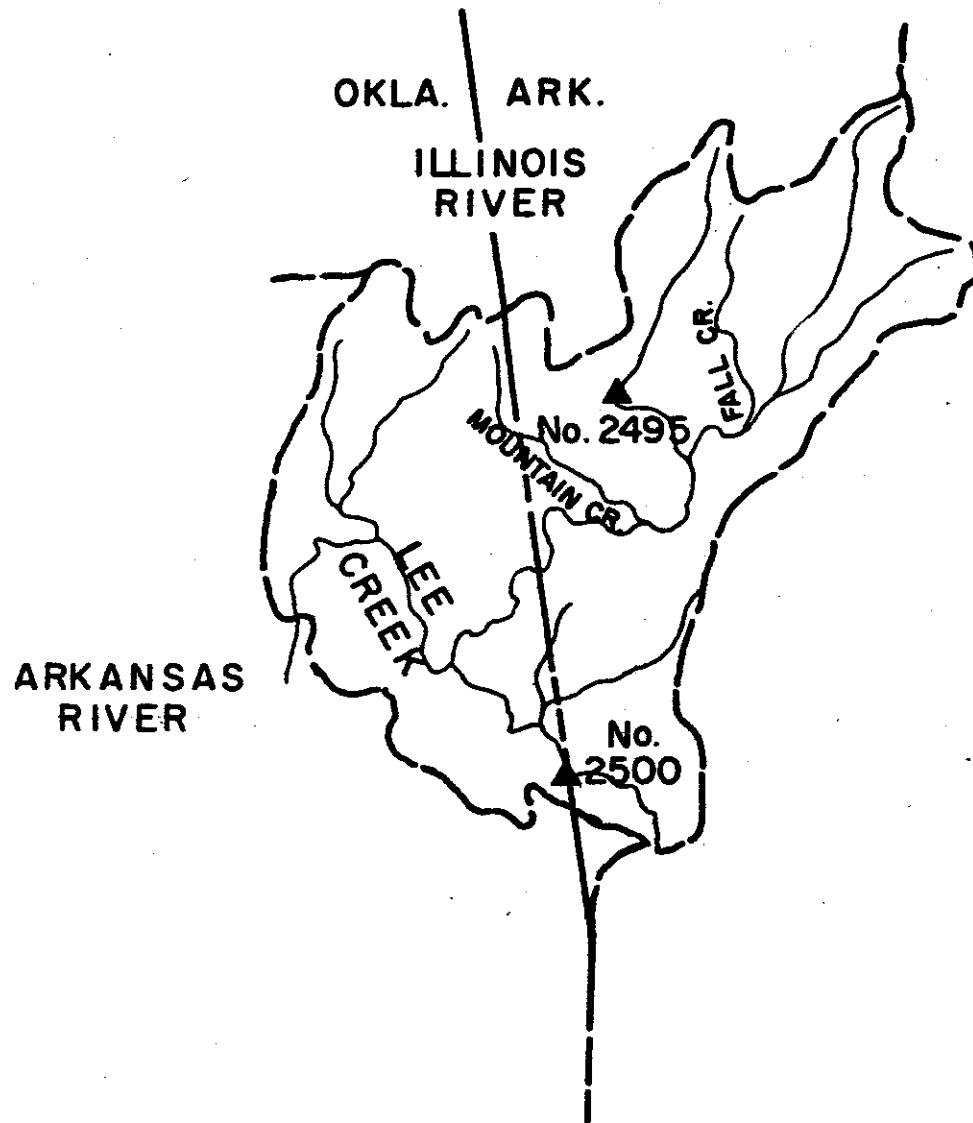 OKLA. ARK.
ILLINOIS
RIVER
FALL CR.
No. 2495
MOUNTAIN CR.
LEE
CREEK
ARKANSAS
RIVER
No.
2500